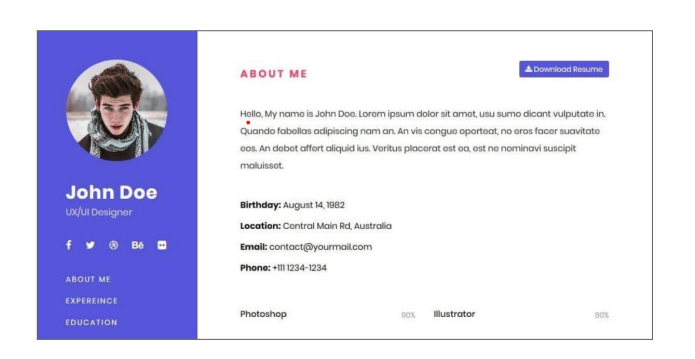 John Doe
UX/UI Designer
Bē
ABOUT ME
EXPEREINCE
EDUCATION
ABOUT ME
Download Resume
Hello, My name is John Doe. Lorem ipsum dolor sit amet, usu sumo dicant vulputate in.
Quando fabellas adipiscing nam an. An vis congue oporteat, no eros facer suavitate
eos. An debet affert aliquid ius. Veritus placerat est ea, est ne nominavi suscipit
maluisset.
Birthday: August 14, 1982
Location: Central Main Rd, Australia
Email: contact@yourmail.com
Phone: +111 1234-1234
Photoshop 90% Illustrator 80%